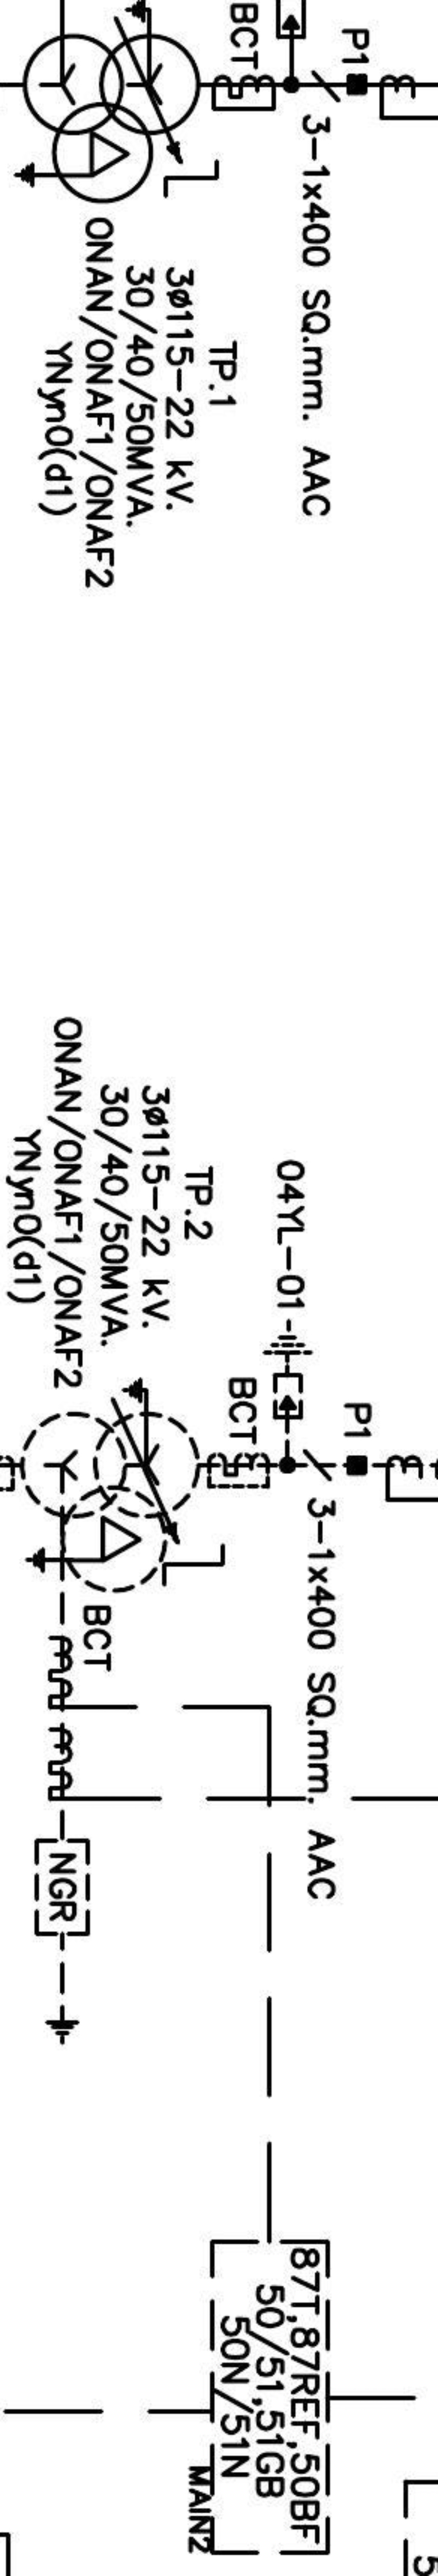 BCT
P1
3-1x400 SQ.mm. AAC
TP.1
3ø115-22 kV.
30/40/50MVA.
ONAN/ONAF1/ONAF2
YNyn0(d1)
P1
04YL-01
BCT
3-1x400 SQ.mm. AAC
TP.2
3ø115-22 kV.
30/40/50MVA.
ONAN/ONAF1/ONAF2
YNyn0(d1)
BCT
NGR
87T,87REF,50BF
50/51,51GB
50N/51N
MAIN2
5